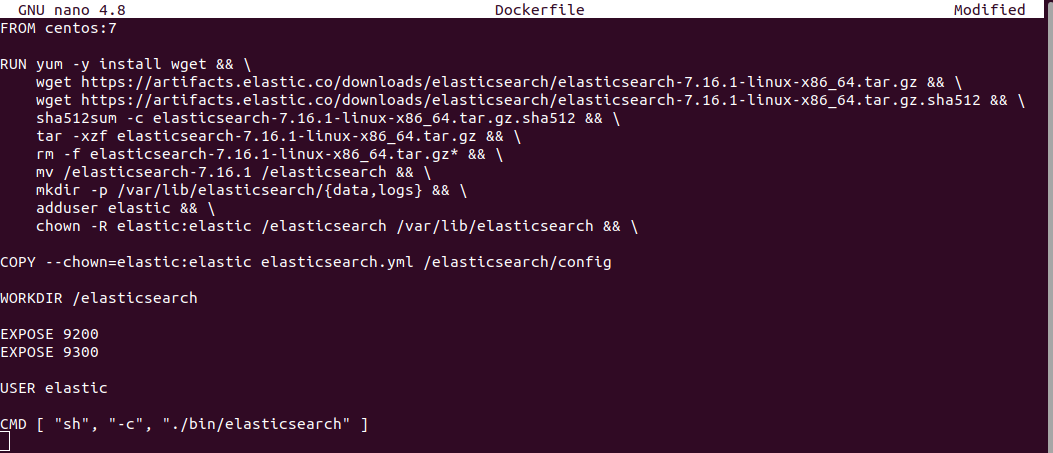 GNU nano 4.8 Dockerfile Modified
FROM centos:7
RUN yum -y install wget && \
wget https://artifacts.elastic.co/downloads/elasticsearch/elasticsearch-7.16.1-linux-x86_64.tar.gz && \
wget https://artifacts.elastic.co/downloads/elasticsearch/elasticsearch-7.16.1-linux-x86_64.tar.gz.sha512 && \
sha512sum -c elasticsearch-7.16.1-linux-x86_64.tar.gz.sha512 && \
tar -xzf elasticsearch-7.16.1-linux-x86_64.tar.gz && \
rm -f elasticsearch-7.16.1-linux-x86_64.tar.gz* && \
mv /elasticsearch-7.16.1 /elasticsearch && \
mkdir -p /var/lib/elasticsearch/{data,logs} && \
adduser elastic && \
chown -R elastic:elastic /elasticsearch /var/lib/elasticsearch && \
COPY --chown=elastic:elastic elasticsearch.yml /elasticsearch/config
WORKDIR /elasticsearch
EXPOSE 9200
EXPOSE 9300
USER elastic
CMD [ "sh", "-c", "./bin/elasticsearch" ]